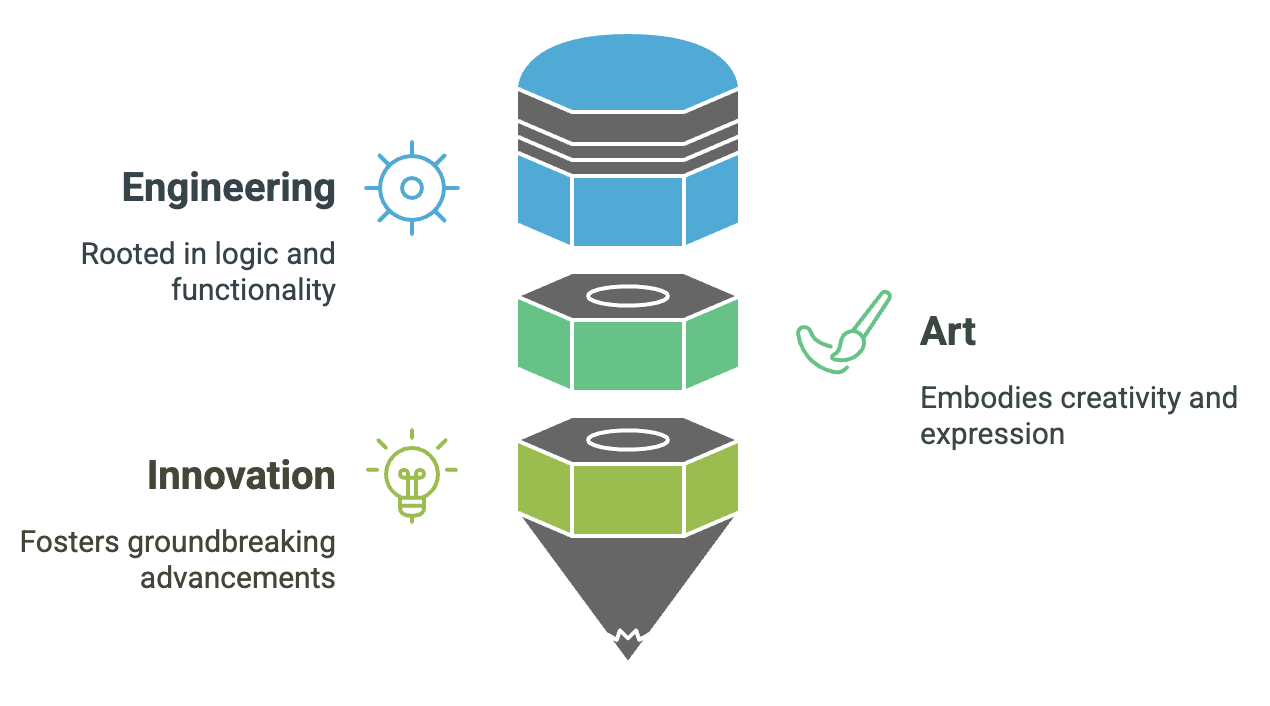 Engineering
Rooted in logic and
functionality
Art
Embodies creativity and
expression
Innovation
Fosters groundbreaking
advancements